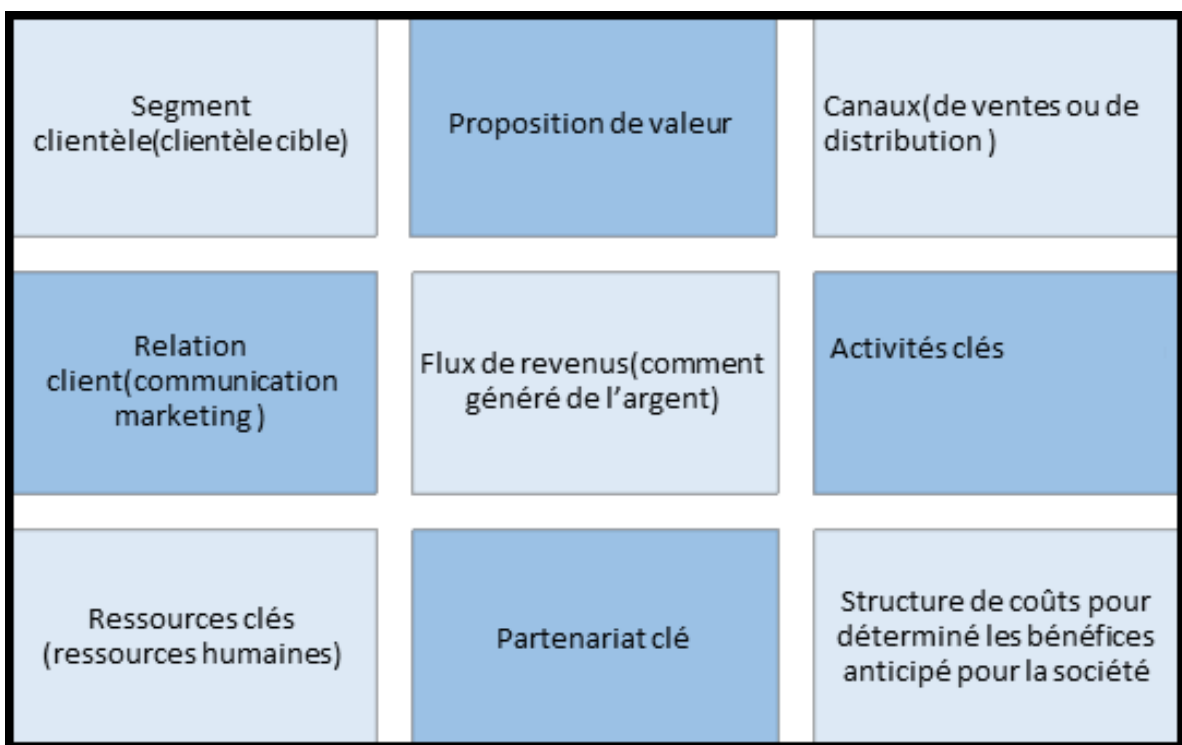 Segment
clientèle(clientèle cible)
Proposition de valeur
Canaux(de ventes ou de
distribution )
Relation
client(communication
marketing )
Flux de revenus(comment
généré de l’argent)
Activités clés
Ressources clés
(ressources humaines)
Partenariat clé
Structure de coûts pour
déterminé les bénéfices
anticipé pour la société